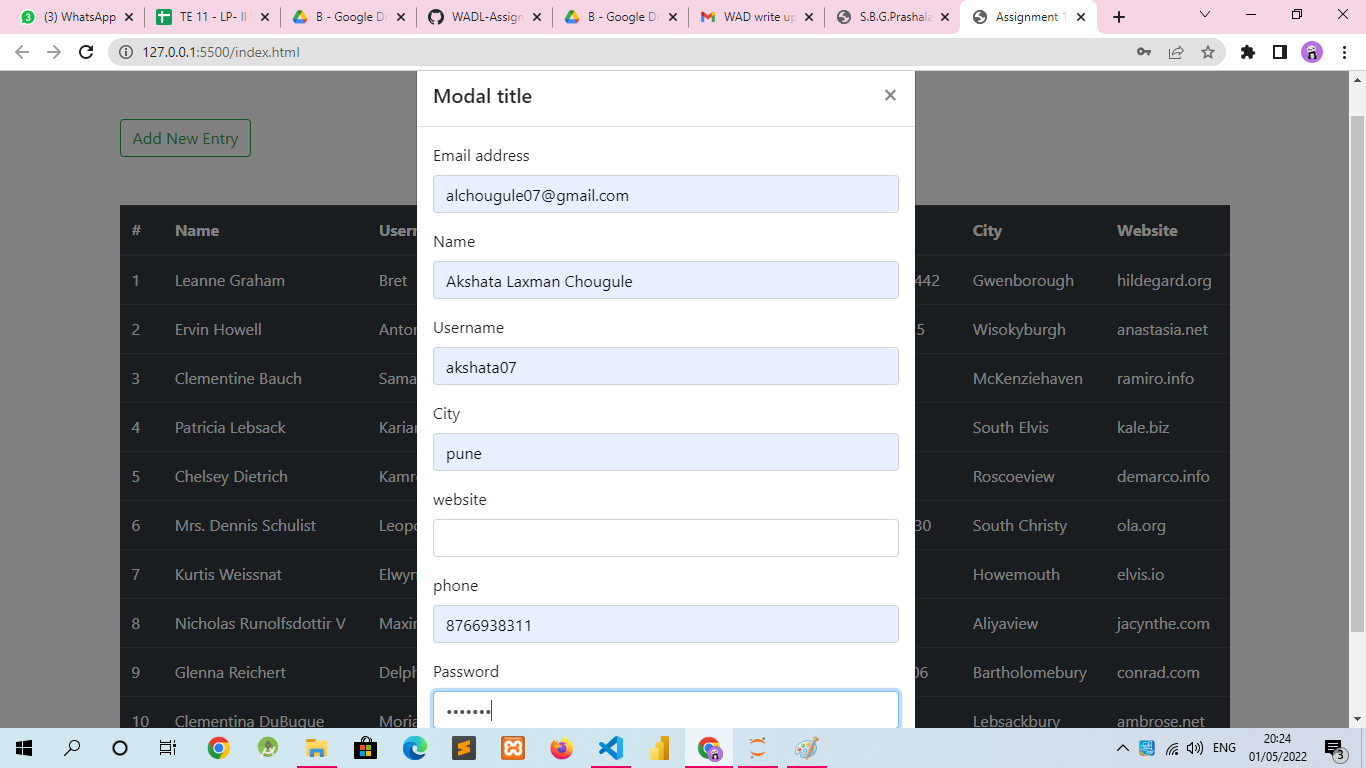 (3) WhatsApp
TE 11 - LP- II
B - Google Dr
WADL-Assign
B - Google Dr
WAD write up
S.B.G.Prashala
Assignment 1
127.0.0.1:5500/index.html
Modal title
Add New Entry
Email address
alchougule07@gmail.com
Name
Akshata Laxman Chougule
Username
akshata07
City
pune
website
phone
8766938311
Password
•••••••
# Name Usern City Website
1 Leanne Graham Bret 442 Gwenborough hildegard.org
2 Ervin Howell Anton 5 Wisokyburgh anastasia.net
3 Clementine Bauch Sama McKenziehaven ramiro.info
4 Patricia Lebsack Karian South Elvis kale.biz
5 Chelsey Dietrich Kamre Roscoeview demarco.info
6 Mrs. Dennis Schulist Leopo 30 South Christy ola.org
7 Kurtis Weissnat Elwyn Howemouth elvis.io
8 Nicholas Runolfsdottir V Maxim Aliyaview jacynthe.com
9 Glenna Reichert Delph 06 Bartholomebury conrad.com
10 Clementina DuBuque Moria Lebsackbury ambrose.net
ENG
20:24
01/05/2022
3